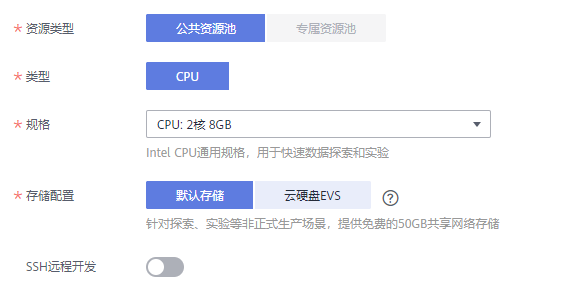 * 资源类型 公共资源池 专属资源池
* 类型 CPU
* 规格 CPU: 2核 8GB
Intel CPU通用规格，用于快速数据探索和实验
* 存储配置 默认存储 云硬盘EVS ?
针对探索、实验等非正式生产场景，提供免费的50GB共享网络存储
SSH远程开发